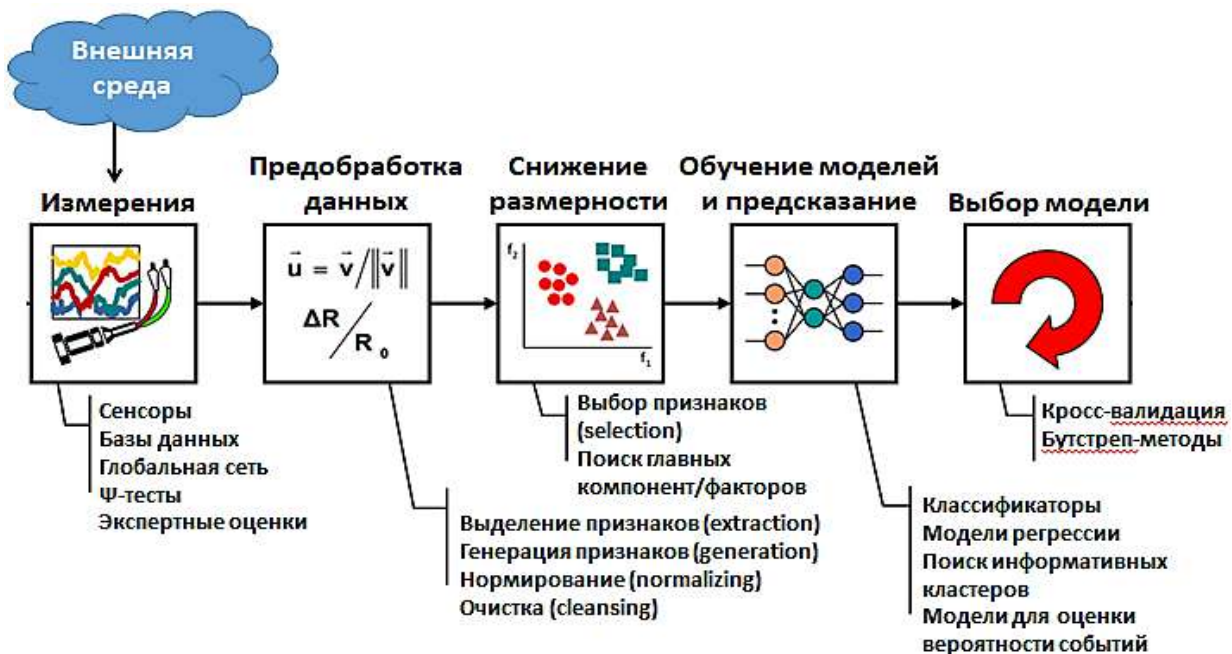 Внешняя
среда
Измерения
Предобработка
данных
Снижение
размерности
Обучение моделей
и предсказание
Выбор модели
u = v/||v||
ΔR
/R 0
f2
f1
Сенсоры
Базы данных
Глобальная сеть
Ψ-тесты
Экспертные оценки
Выделение признаков (extraction)
Генерация признаков (generation)
Нормирование (normalizing)
Очистка (cleansing)
Выбор признаков
(selection)
Поиск главных
компонент/факторов
Классификаторы
Модели регрессии
Поиск информативных
кластеров
Модели для оценки
вероятности событий
Кросс-валидация
Бутстреп-методы